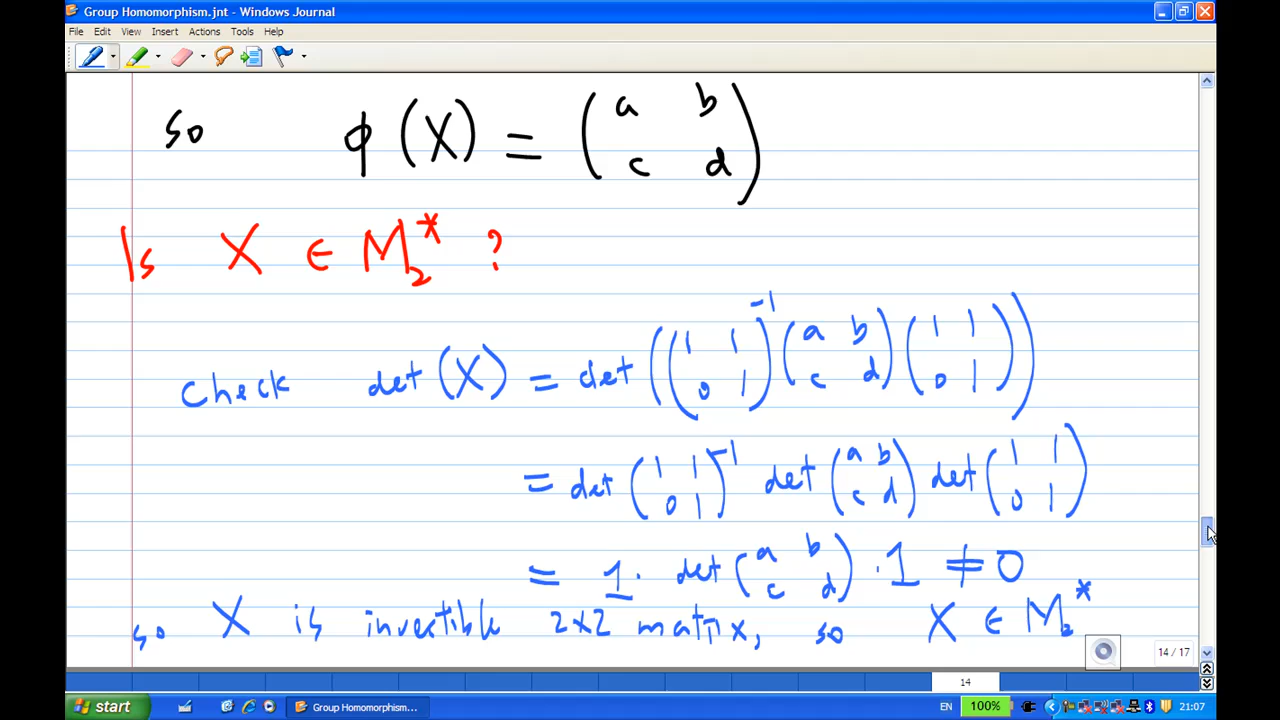 Group Homomorphism.jnt - Windows Journal
File Edit View Insert Actions Tools Help
so φ(X) = (a b
c d)
Is X ∈ M₂* ?
Check det(X) = det((1 1
0 1)⁻¹ (a b
c d) (1 1
0 1))
= det(1 1
0 1)⁻¹ det(a b
c d) det(1 1
0 1)
= 1. det(a b
c d) . 1 ≠ 0
so X is invertible 2x2 matrix, so X ∈ M₂*
14 / 17
14
start Group Homomorphism... EN 100% 21:07